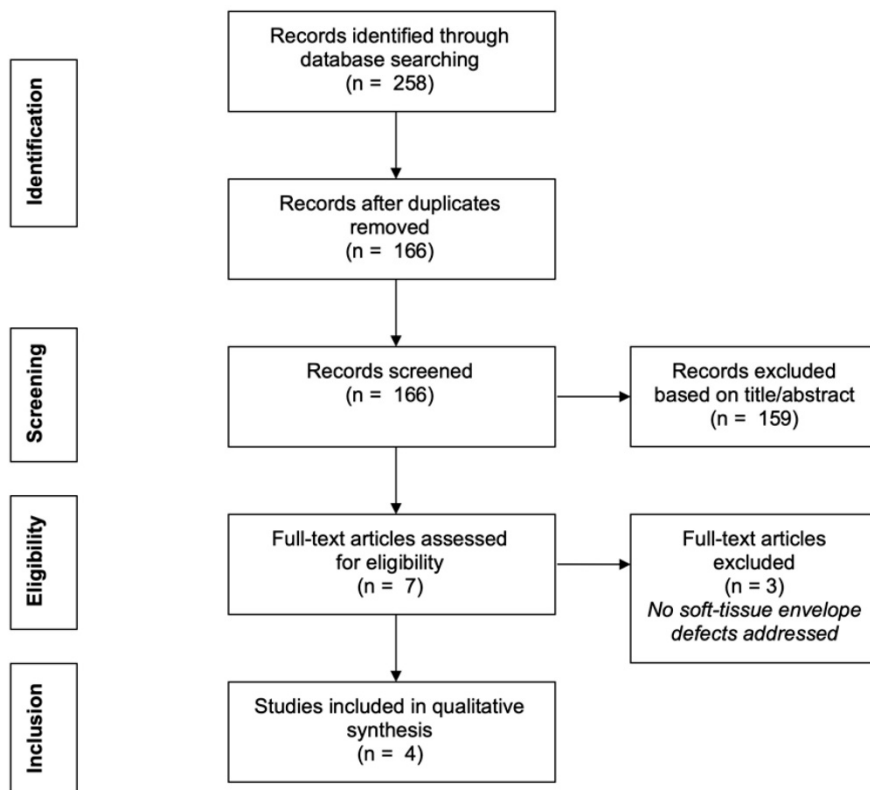 Identification
Records identified through
database searching
(n = 258)
Records after duplicates
removed
(n = 166)
Screening
Records screened
(n = 166)
Records excluded
based on title/abstract
(n = 159)
Eligibility
Full-text articles assessed
for eligibility
(n = 7)
Full-text articles
excluded
(n = 3)
No soft-tissue envelope
defects addressed
Inclusion
Studies included in qualitative
synthesis
(n = 4)